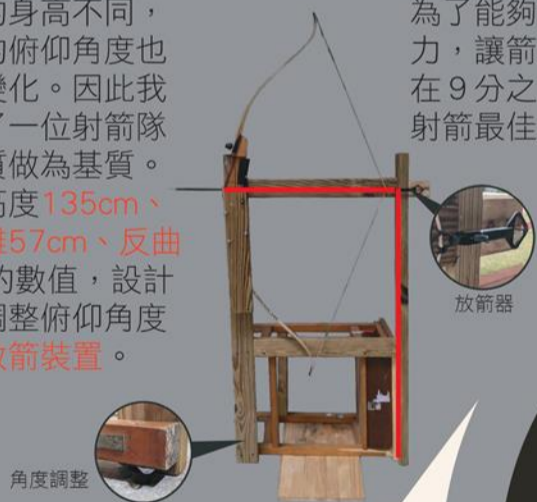 的身高不同，
的俯仰角度也
變化。因此我
了一位射箭隊
質做為基質。
高度135cm、
離57cm、反曲
的數值，設計
調整俯仰角度
放箭裝置。
為了能夠
力，讓箭
在9分之
射箭最佳
放箭器
角度調整